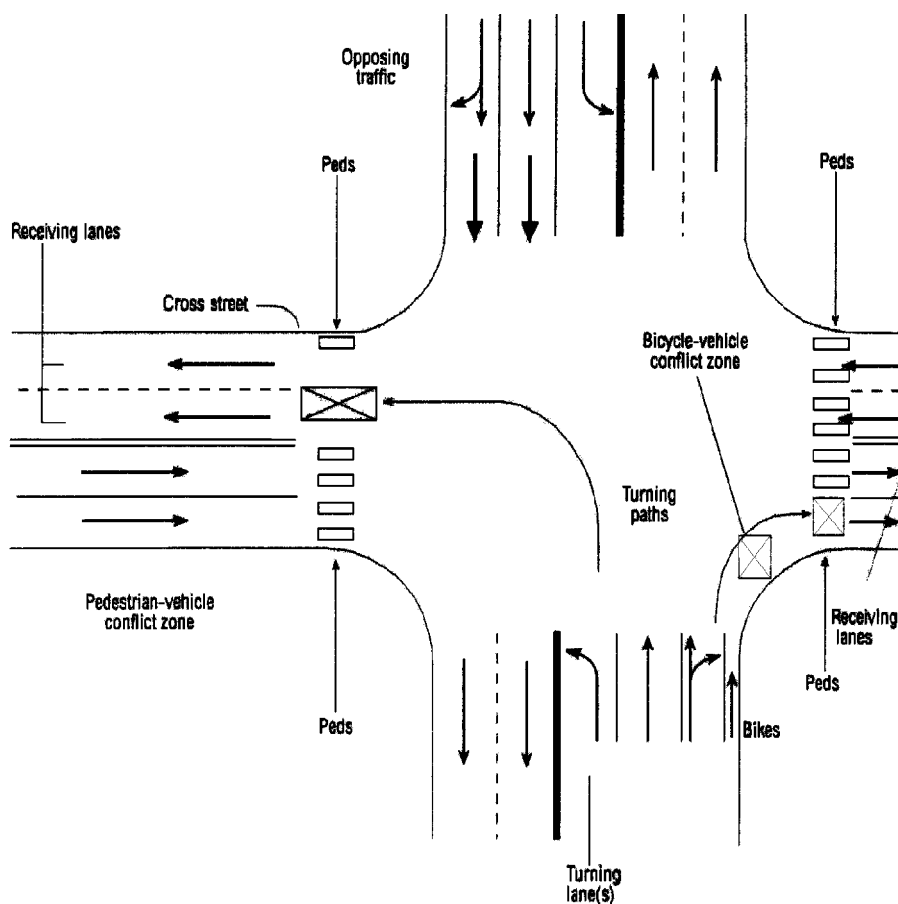 Opposing
traffic
Peds
Peds
Receiving lanes
Cross street
Bicycle-vehicle
conflict zone
Turning
paths
Pedestrian-vehicle
conflict zone
Receiving
lanes
Peds
Peds
Bikes
Turning
lane(s)